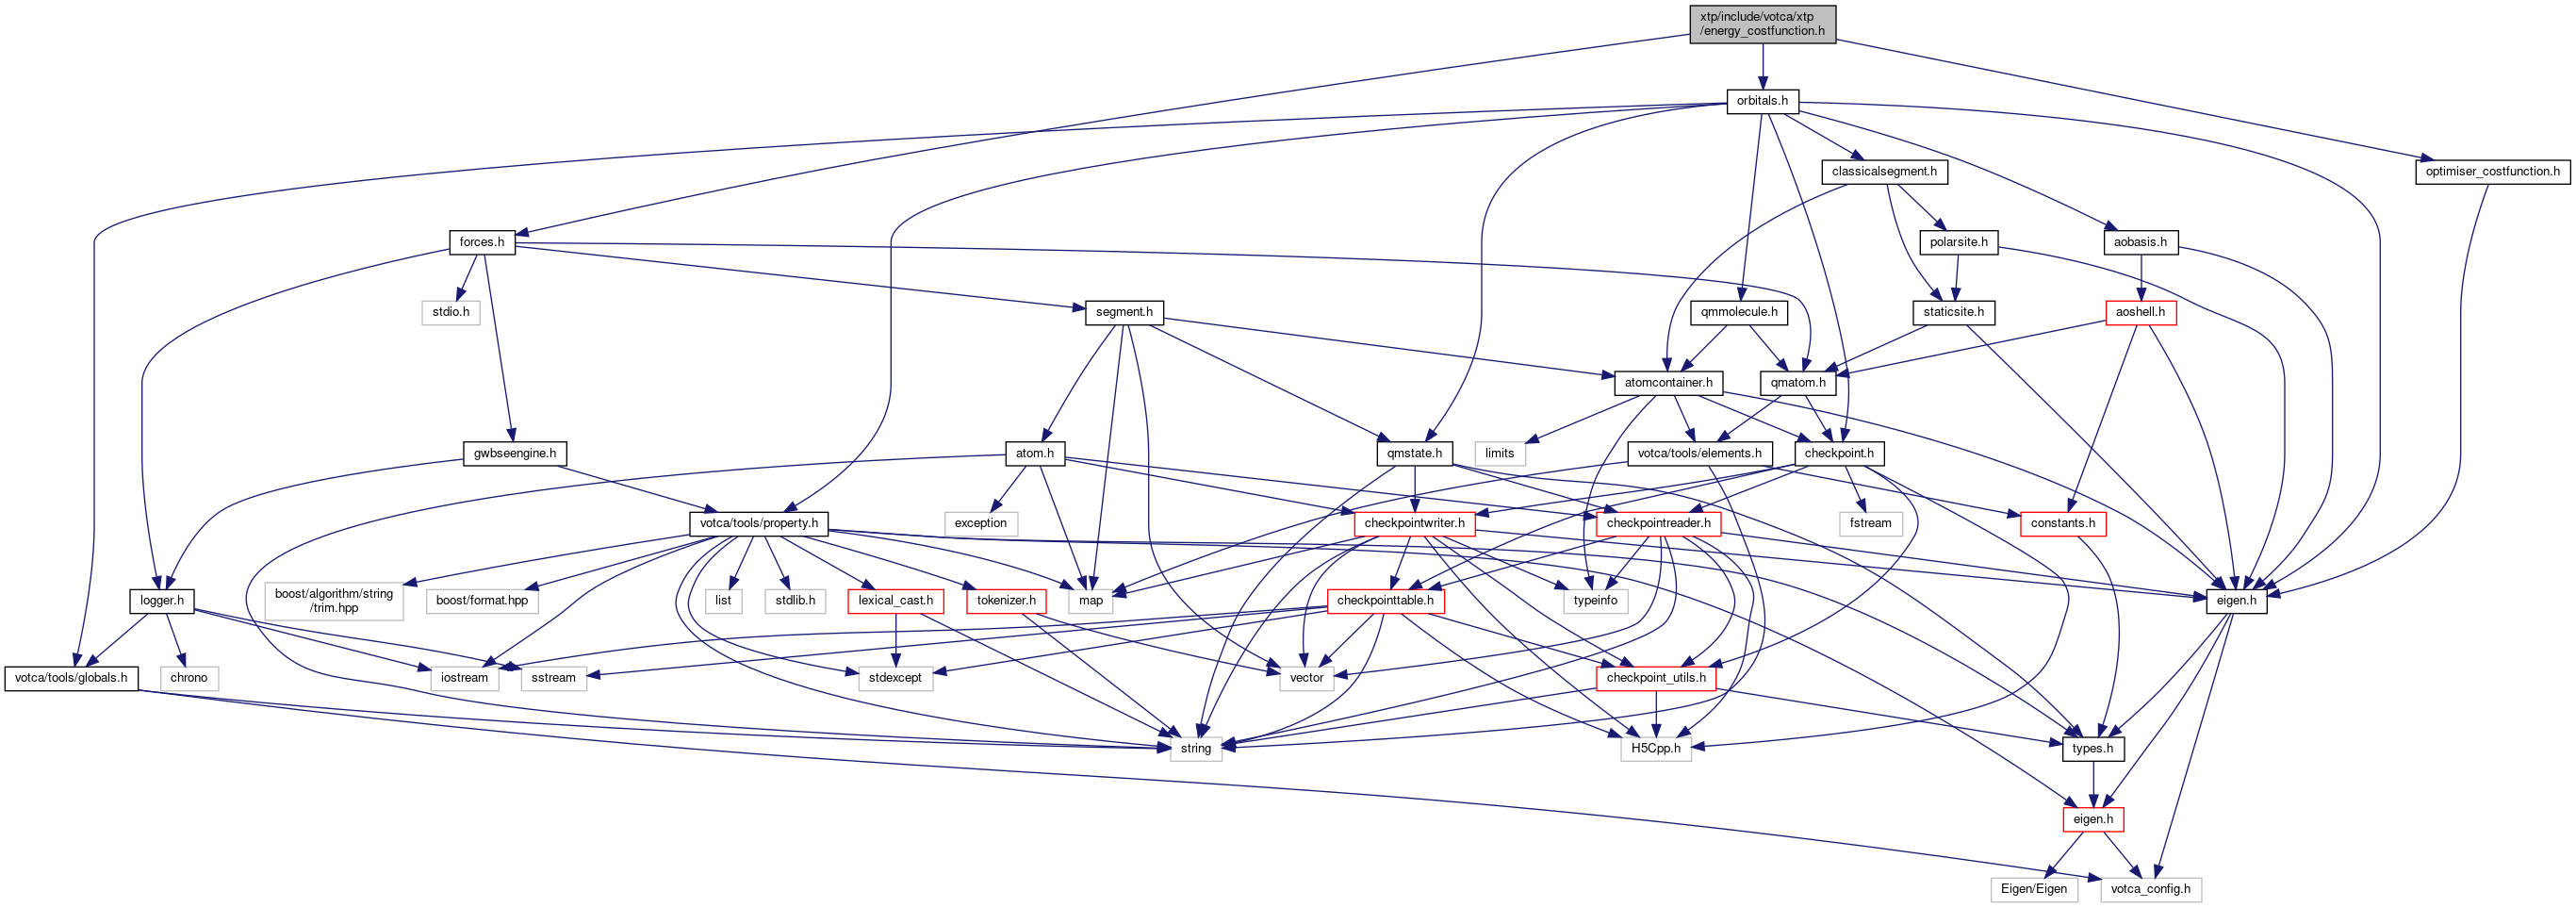 xtp/include/votca/xtp
/energy_costfunction.h
orbitals.h
classicalsegment.h
optimiser_costfunction.h
forces.h
polarsite.h
aobasis.h
stdio.h
segment.h
qmmolecule.h
staticsite.h
aoshell.h
atomcontainer.h
qmatom.h
gwbseengine.h
atom.h
qmstate.h
limits
votca/tools/elements.h
checkpoint.h
votca/tools/property.h
exception
checkpointwriter.h
checkpointreader.h
fstream
constants.h
boost/algorithm/string
/trim.hpp
logger.h
boost/format.hpp
list
stdlib.h
lexical_cast.h
tokenizer.h
map
checkpointtable.h
typeinfo
eigen.h
votca/tools/globals.h
chrono
iostream
sstream
stdexcept
vector
checkpoint_utils.h
string
H5Cpp.h
types.h
eigen.h
Eigen/Eigen
votca_config.h